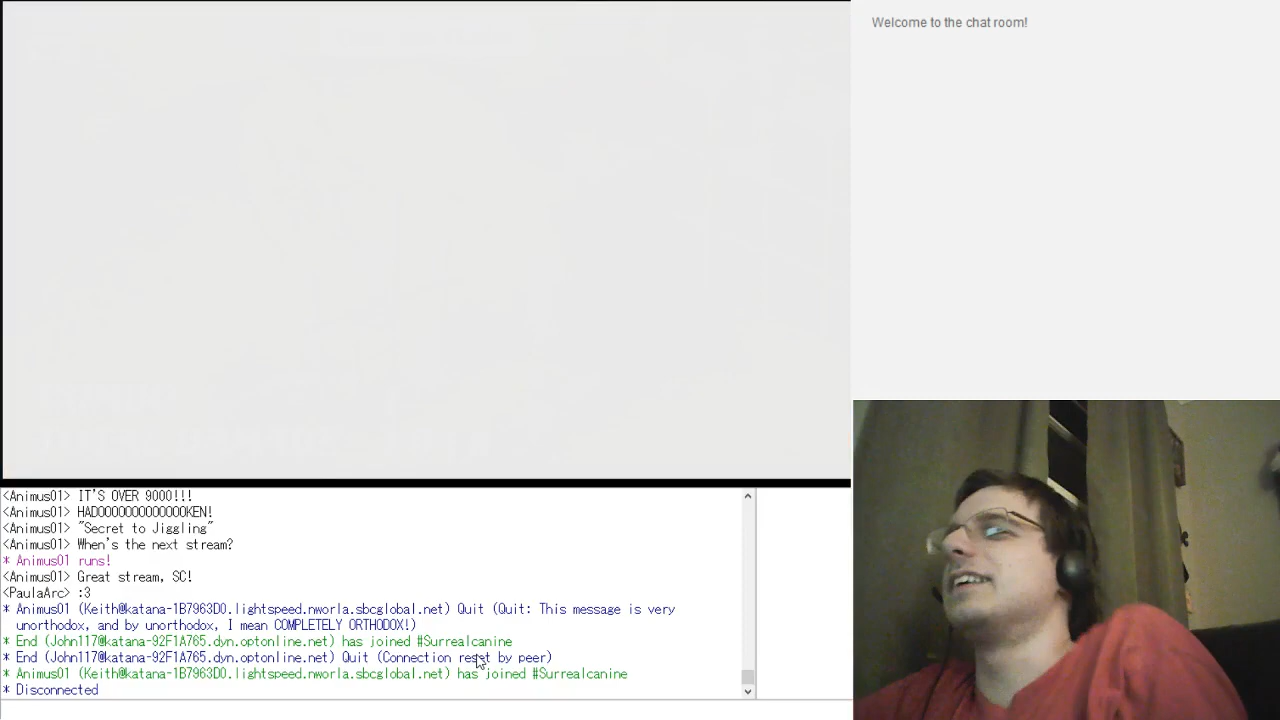 Welcome to the chat room!
<Animus01> IT'S OVER 9000!!!
<Animus01> HADOOOOOOOOOOOOKEN!
<Animus01> "Secret to Jiggling"
<Animus01> When's the next stream?
* Animus01 runs!
<Animus01> Great stream, SC!
<PaulaArc> :3
* Animus01 (Keith@katana-1B7963D0.lightspeed.nworla.sbcglobal.net) Quit (Quit: This message is very
unorthodox, and by unorthodox, I mean COMPLETELY ORTHODOX!)
* End (John117@katana-92F1A765.dyn.optonline.net) has joined #Surrealcanine
* End (John117@katana-92F1A765.dyn.optonline.net) Quit (Connection reset by peer)
* Animus01 (Keith@katana-1B7963D0.lightspeed.nworla.sbcglobal.net) has joined #Surrealcanine
* Disconnected